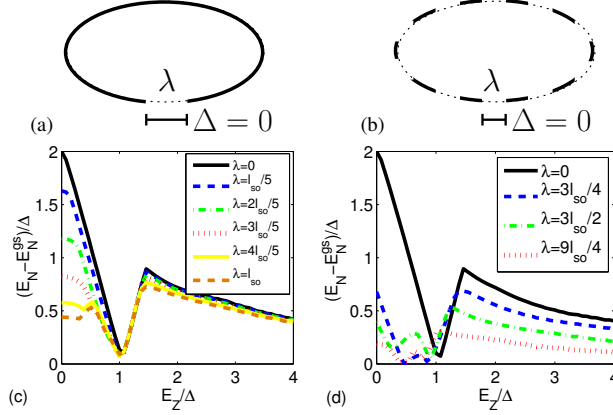 λ
(a)
Δ = 0
λ
(b)
Δ = 0
(E_N−E_N^gs)/Δ
2
1.5
1
0.5
0
0
1
2
3
4
E_Z/Δ
(c)
λ=0
λ=l_so/5
λ=2l_so/5
λ=3l_so/5
λ=4l_so/5
λ=l_so
(E_N−E_N^gs)/Δ
2
1.5
1
0.5
0
0
1
2
3
4
E_Z/Δ
(d)
λ=0
λ=3l_so/4
λ=3l_so/2
λ=9l_so/4